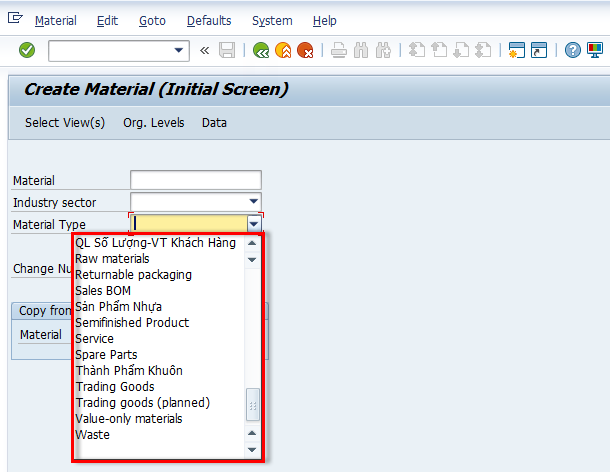 Material Edit Goto Defaults System Help
Create Material (Initial Screen)
Select View(s) Org. Levels Data
Material
Industry sector
Material Type
QL Số Lượng-VT Khách Hàng
Raw materials
Returnable packaging
Change Nu
Sales BOM
Sản Phẩm Nhựa
Copy from
Semifinished Product
Material
Service
Spare Parts
Thành Phẩm Khuôn
Trading Goods
Trading goods (planned)
Value-only materials
Waste